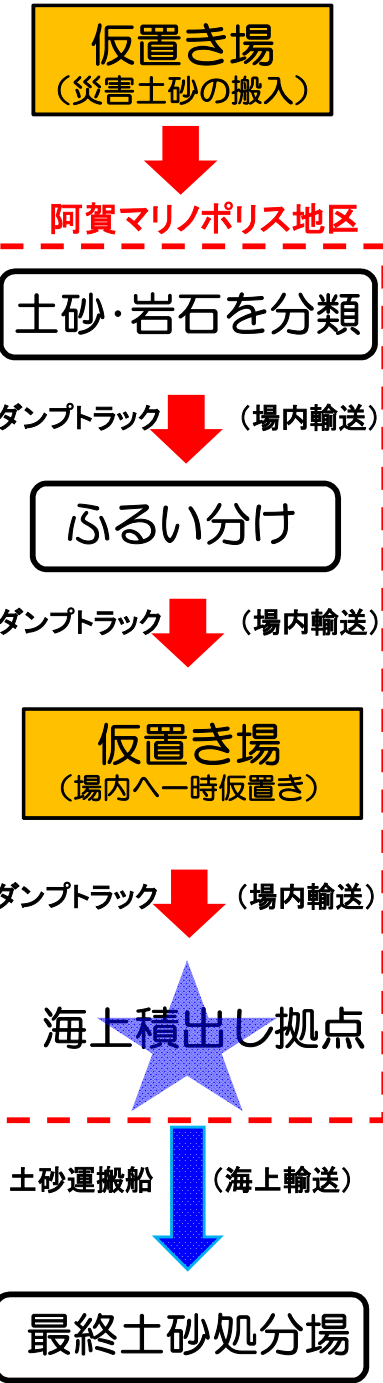 仮置き場
（災害土砂の搬入）
阿賀マリノポリス地区
土砂・岩石を分類
ダンプトラック （場内輸送）
ふるい分け
ダンプトラック （場内輸送）
仮置き場
（場内へ一時仮置き）
ダンプトラック （場内輸送）
海上積出し拠点
土砂運搬船 （海上輸送）
最終土砂処分場